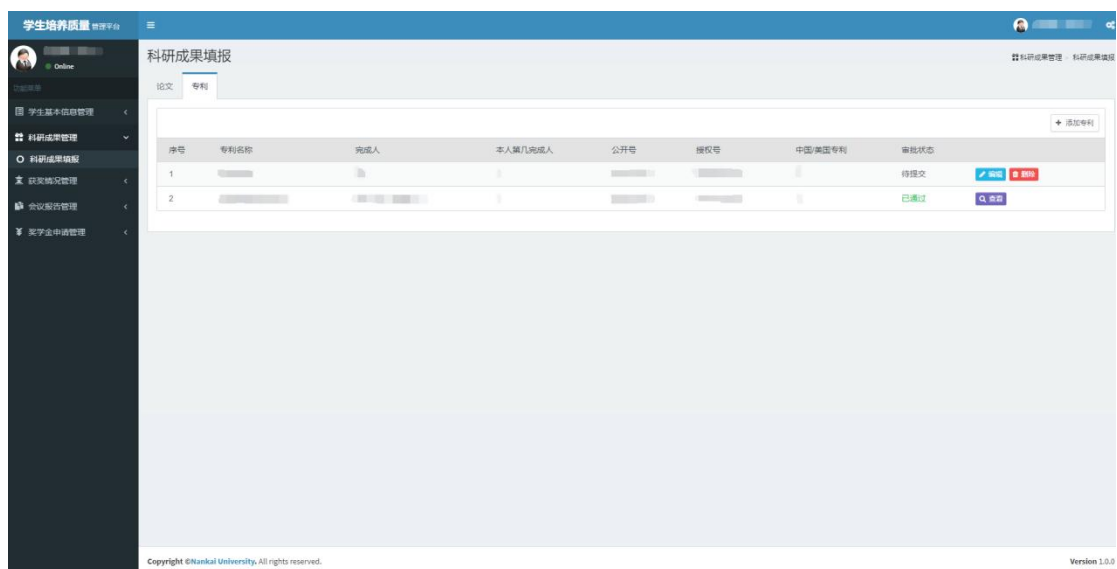 学生培养质量 管理平台
Online
功能菜单
学生基本信息管理
科研成果管理
科研成果填报
获奖情况管理
会议报告管理
奖学金申请管理
科研成果填报
科研成果管理 > 科研成果填报
论文 专利
添加专利
序号 专利名称 完成人 本人第几完成人 公开号 授权号 中国/美国专利 审批状态
1 待提交 编辑 删除
2 已通过 查看
Copyright ©Nankai University. All rights reserved. Version 1.0.0